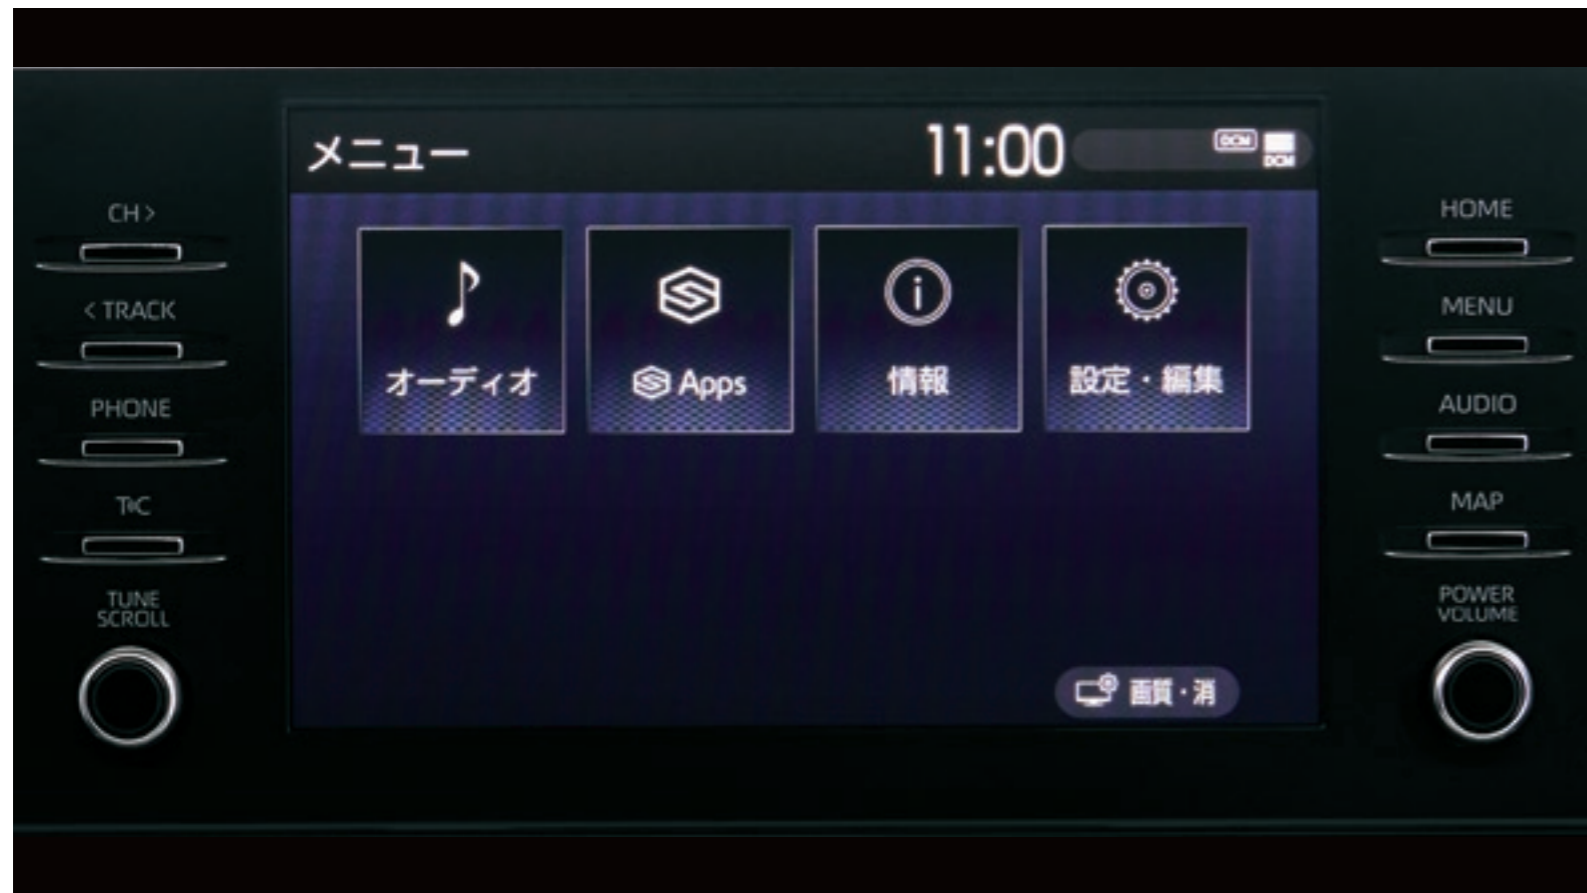 メニュー 11:00 DCM DCM
CH >
< TRACK
PHONE
T C
TUNE
SCROLL
オーディオ
Apps
情報
設定・編集
画質・消
HOME
MENU
AUDIO
MAP
POWER
VOLUME